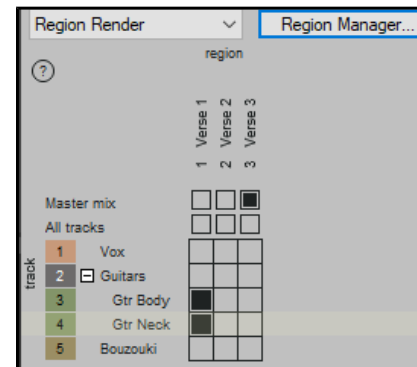 Region Render
Region Manager...
region
?
1 Verse 1
2 Verse 2
3 Verse 3
Master mix
All tracks
track
1 Vox
2 Guitars
3 Gtr Body
4 Gtr Neck
5 Bouzouki